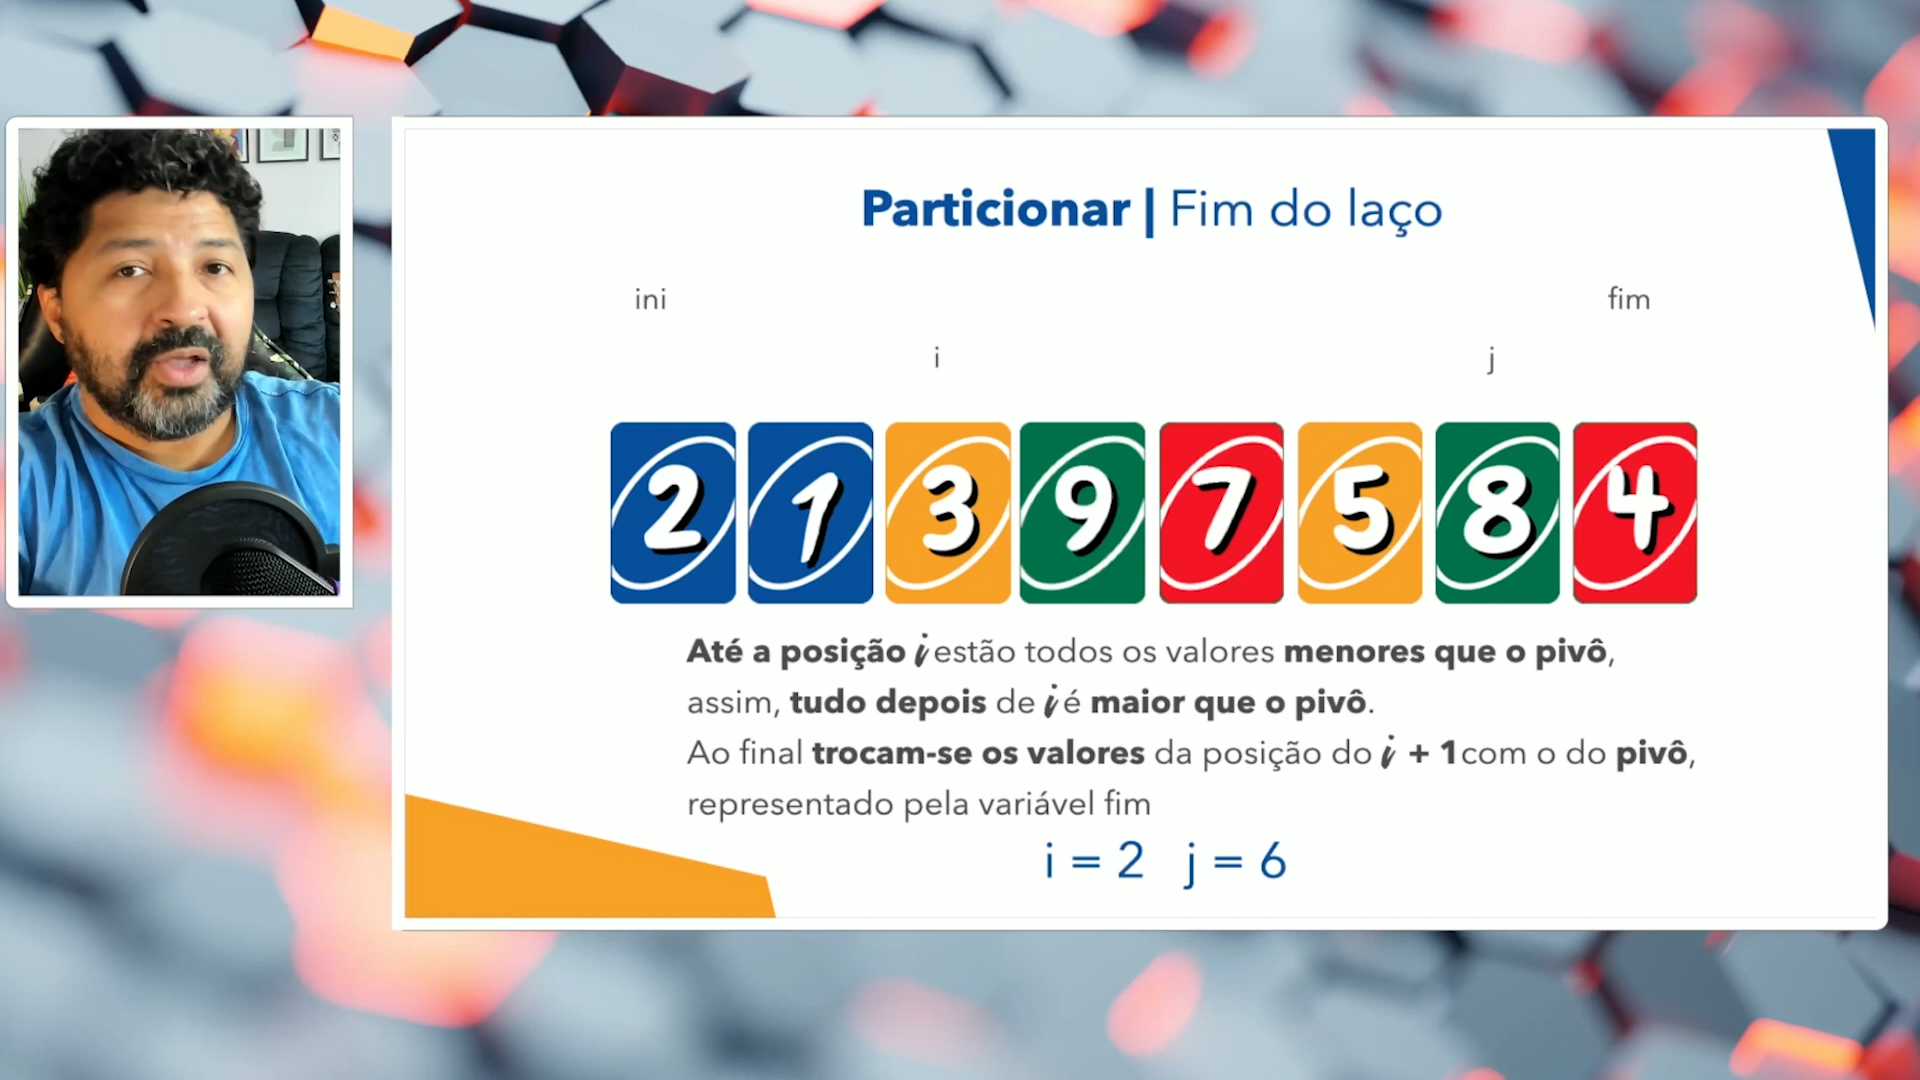 Particionar | Fim do laço
ini fim
i j
2 1 3 9 7 5 8 4
Até a posição i estão todos os valores menores que o pivô,
assim, tudo depois de i é maior que o pivô.
Ao final trocam-se os valores da posição do i + 1 com o do pivô,
representado pela variável fim
i = 2 j = 6